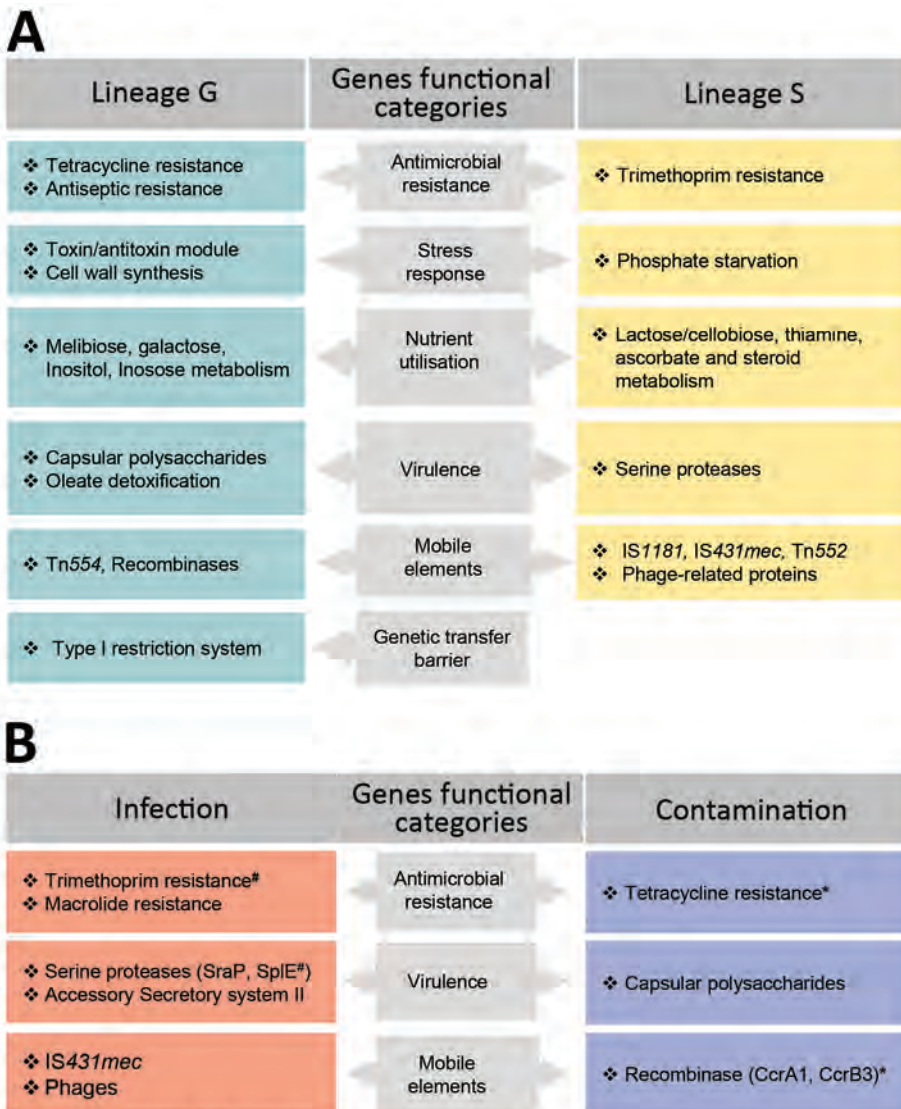 A
Lineage G
Genes functional
categories
Lineage S
❖ Tetracycline resistance
❖ Antiseptic resistance
Antimicrobial
resistance
❖ Trimethoprim resistance
❖ Toxin/antitoxin module
❖ Cell wall synthesis
Stress
response
❖ Phosphate starvation
❖ Melibiose, galactose,
Inositol, Inosose metabolism
Nutrient
utilisation
❖ Lactose/cellobiose, thiamine,
ascorbate and steroid
metabolism
❖ Capsular polysaccharides
❖ Oleate detoxification
Virulence
❖ Serine proteases
❖ Tn554, Recombinases
Mobile
elements
❖ IS1181, IS431mec, Tn552
❖ Phage-related proteins
❖ Type I restriction system
Genetic transfer
barrier
B
Infection
Genes functional
categories
Contamination
❖ Trimethoprim resistance#
❖ Macrolide resistance
Antimicrobial
resistance
❖ Tetracycline resistance*
❖ Serine proteases (SraP, SplE#)
❖ Accessory Secretory system II
Virulence
❖ Capsular polysaccharides
❖ IS431mec
❖ Phages
Mobile
elements
❖ Recombinase (CcrA1, CcrB3)*